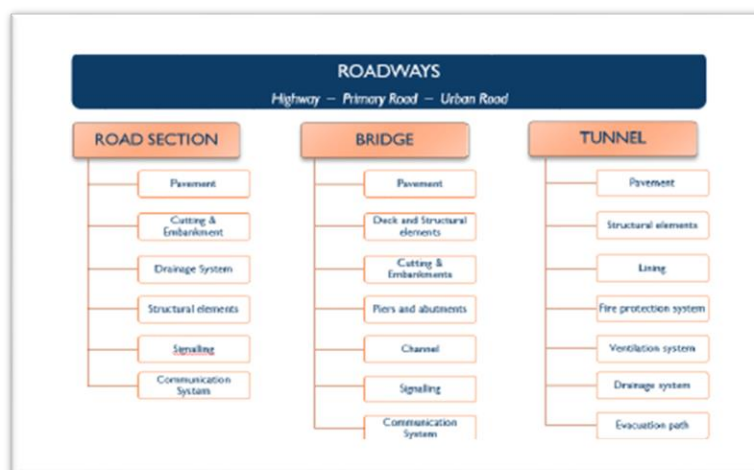 ROADWAYS
Highway – Primary Road – Urban Road
ROAD SECTION
Pavement
Cutting &
Embankment
Drainage System
Structural elements
Signalling
Communication
System
BRIDGE
Pavement
Deck and Structural
elements
Cutting &
Embankments
Piers and abutments
Channel
Signalling
Communication
System
TUNNEL
Pavement
Structural elements
Lining
Fire protection system
Ventilation system
Drainage system
Evacuation path